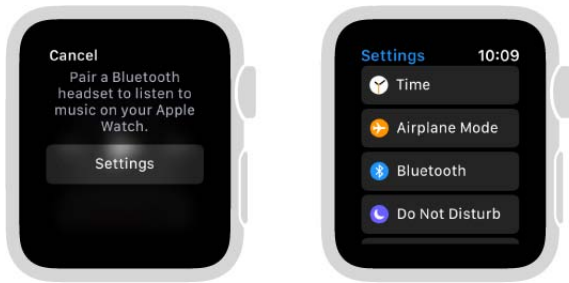 Cancel
Pair a Bluetooth
headset to listen to
music on your Apple
Watch.
Settings
Settings 10:09
Time
Airplane Mode
Bluetooth
Do Not Disturb